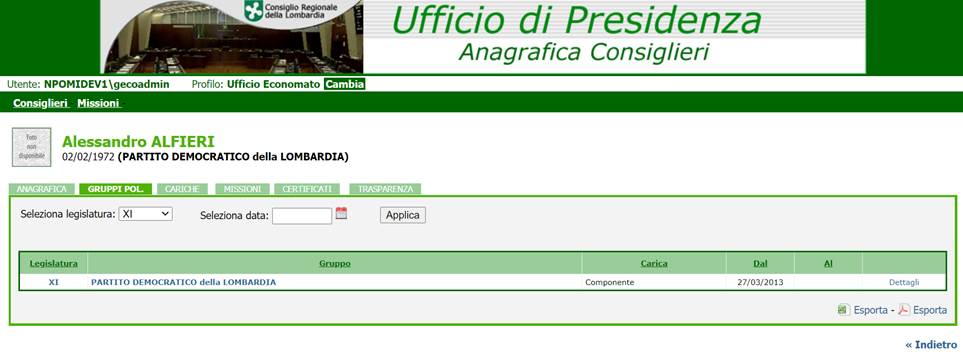 Consiglio Regionale
della Lombardia
Ufficio di Presidenza
Anagrafica Consiglieri
Utente: NPOMIDEV1\gecoadmin Profilo: Ufficio Economato Cambia
Consiglieri Missioni
Foto
non
disponibile
Alessandro ALFIERI
02/02/1972 (PARTITO DEMOCRATICO della LOMBARDIA)
ANAGRAFICA GRUPPI POL. CARICHE MISSIONI CERTIFICATI TRASPARENZA
Seleziona legislatura: XI Seleziona data: Applica
Legislatura Gruppo Carica Dal Al
XI PARTITO DEMOCRATICO della LOMBARDIA Componente 27/03/2013 Dettagli
Esporta - Esporta
« Indietro